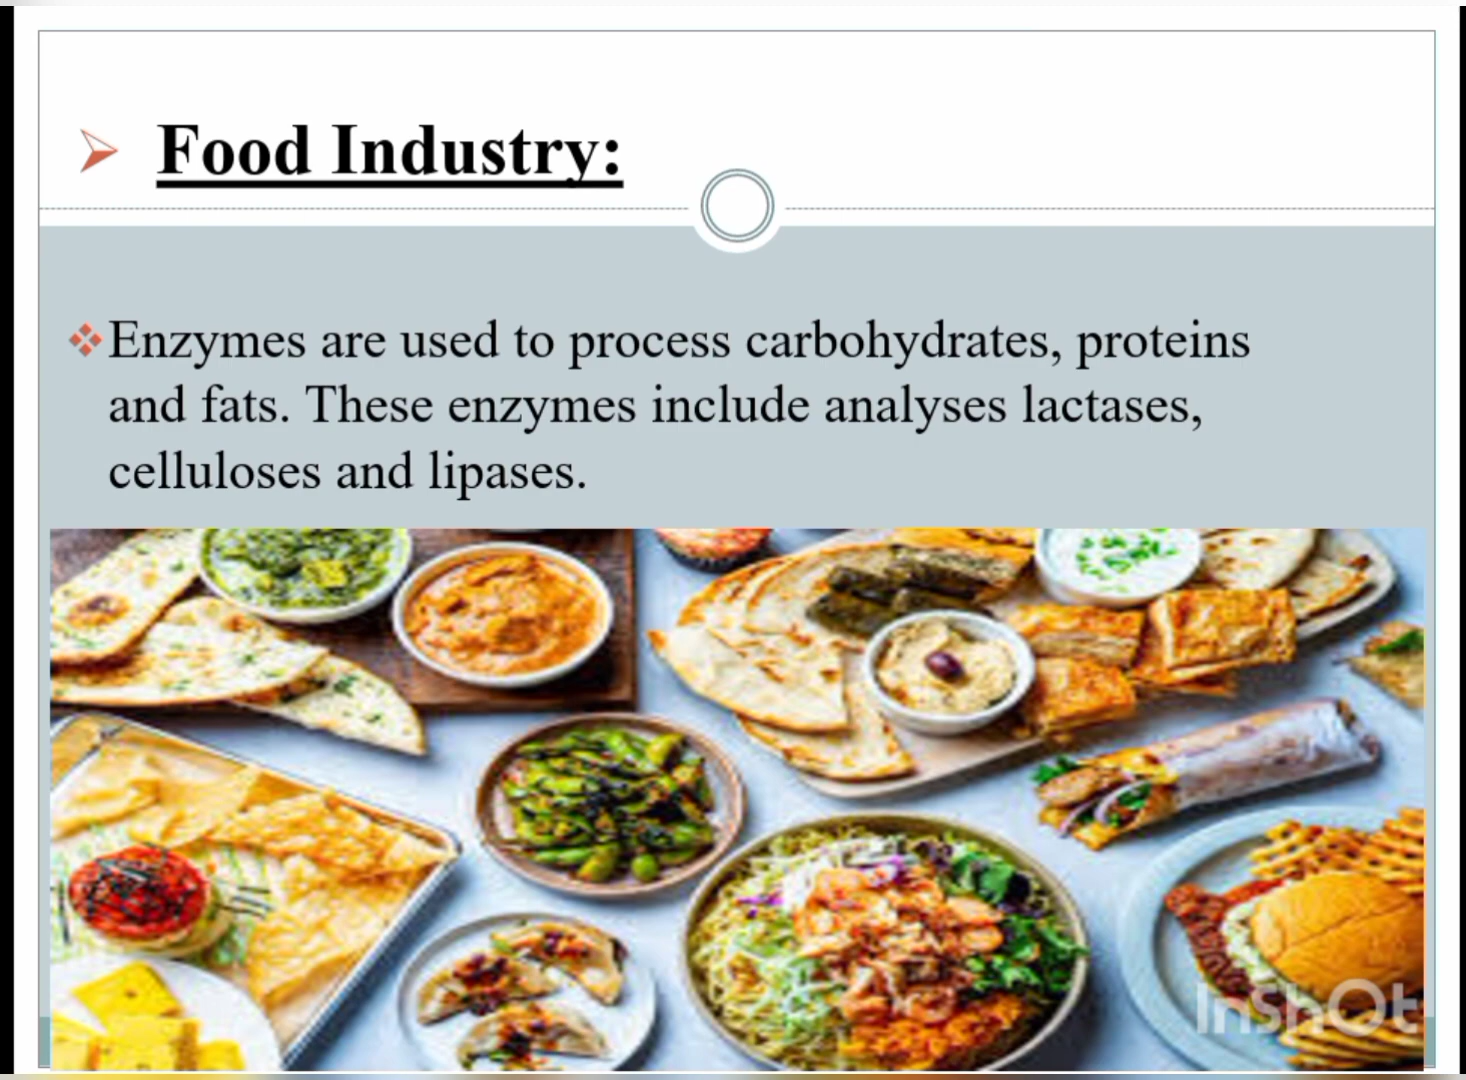 Food Industry:
Enzymes are used to process carbohydrates, proteins
and fats. These enzymes include analyses lactases,
celluloses and lipases.
InShOt